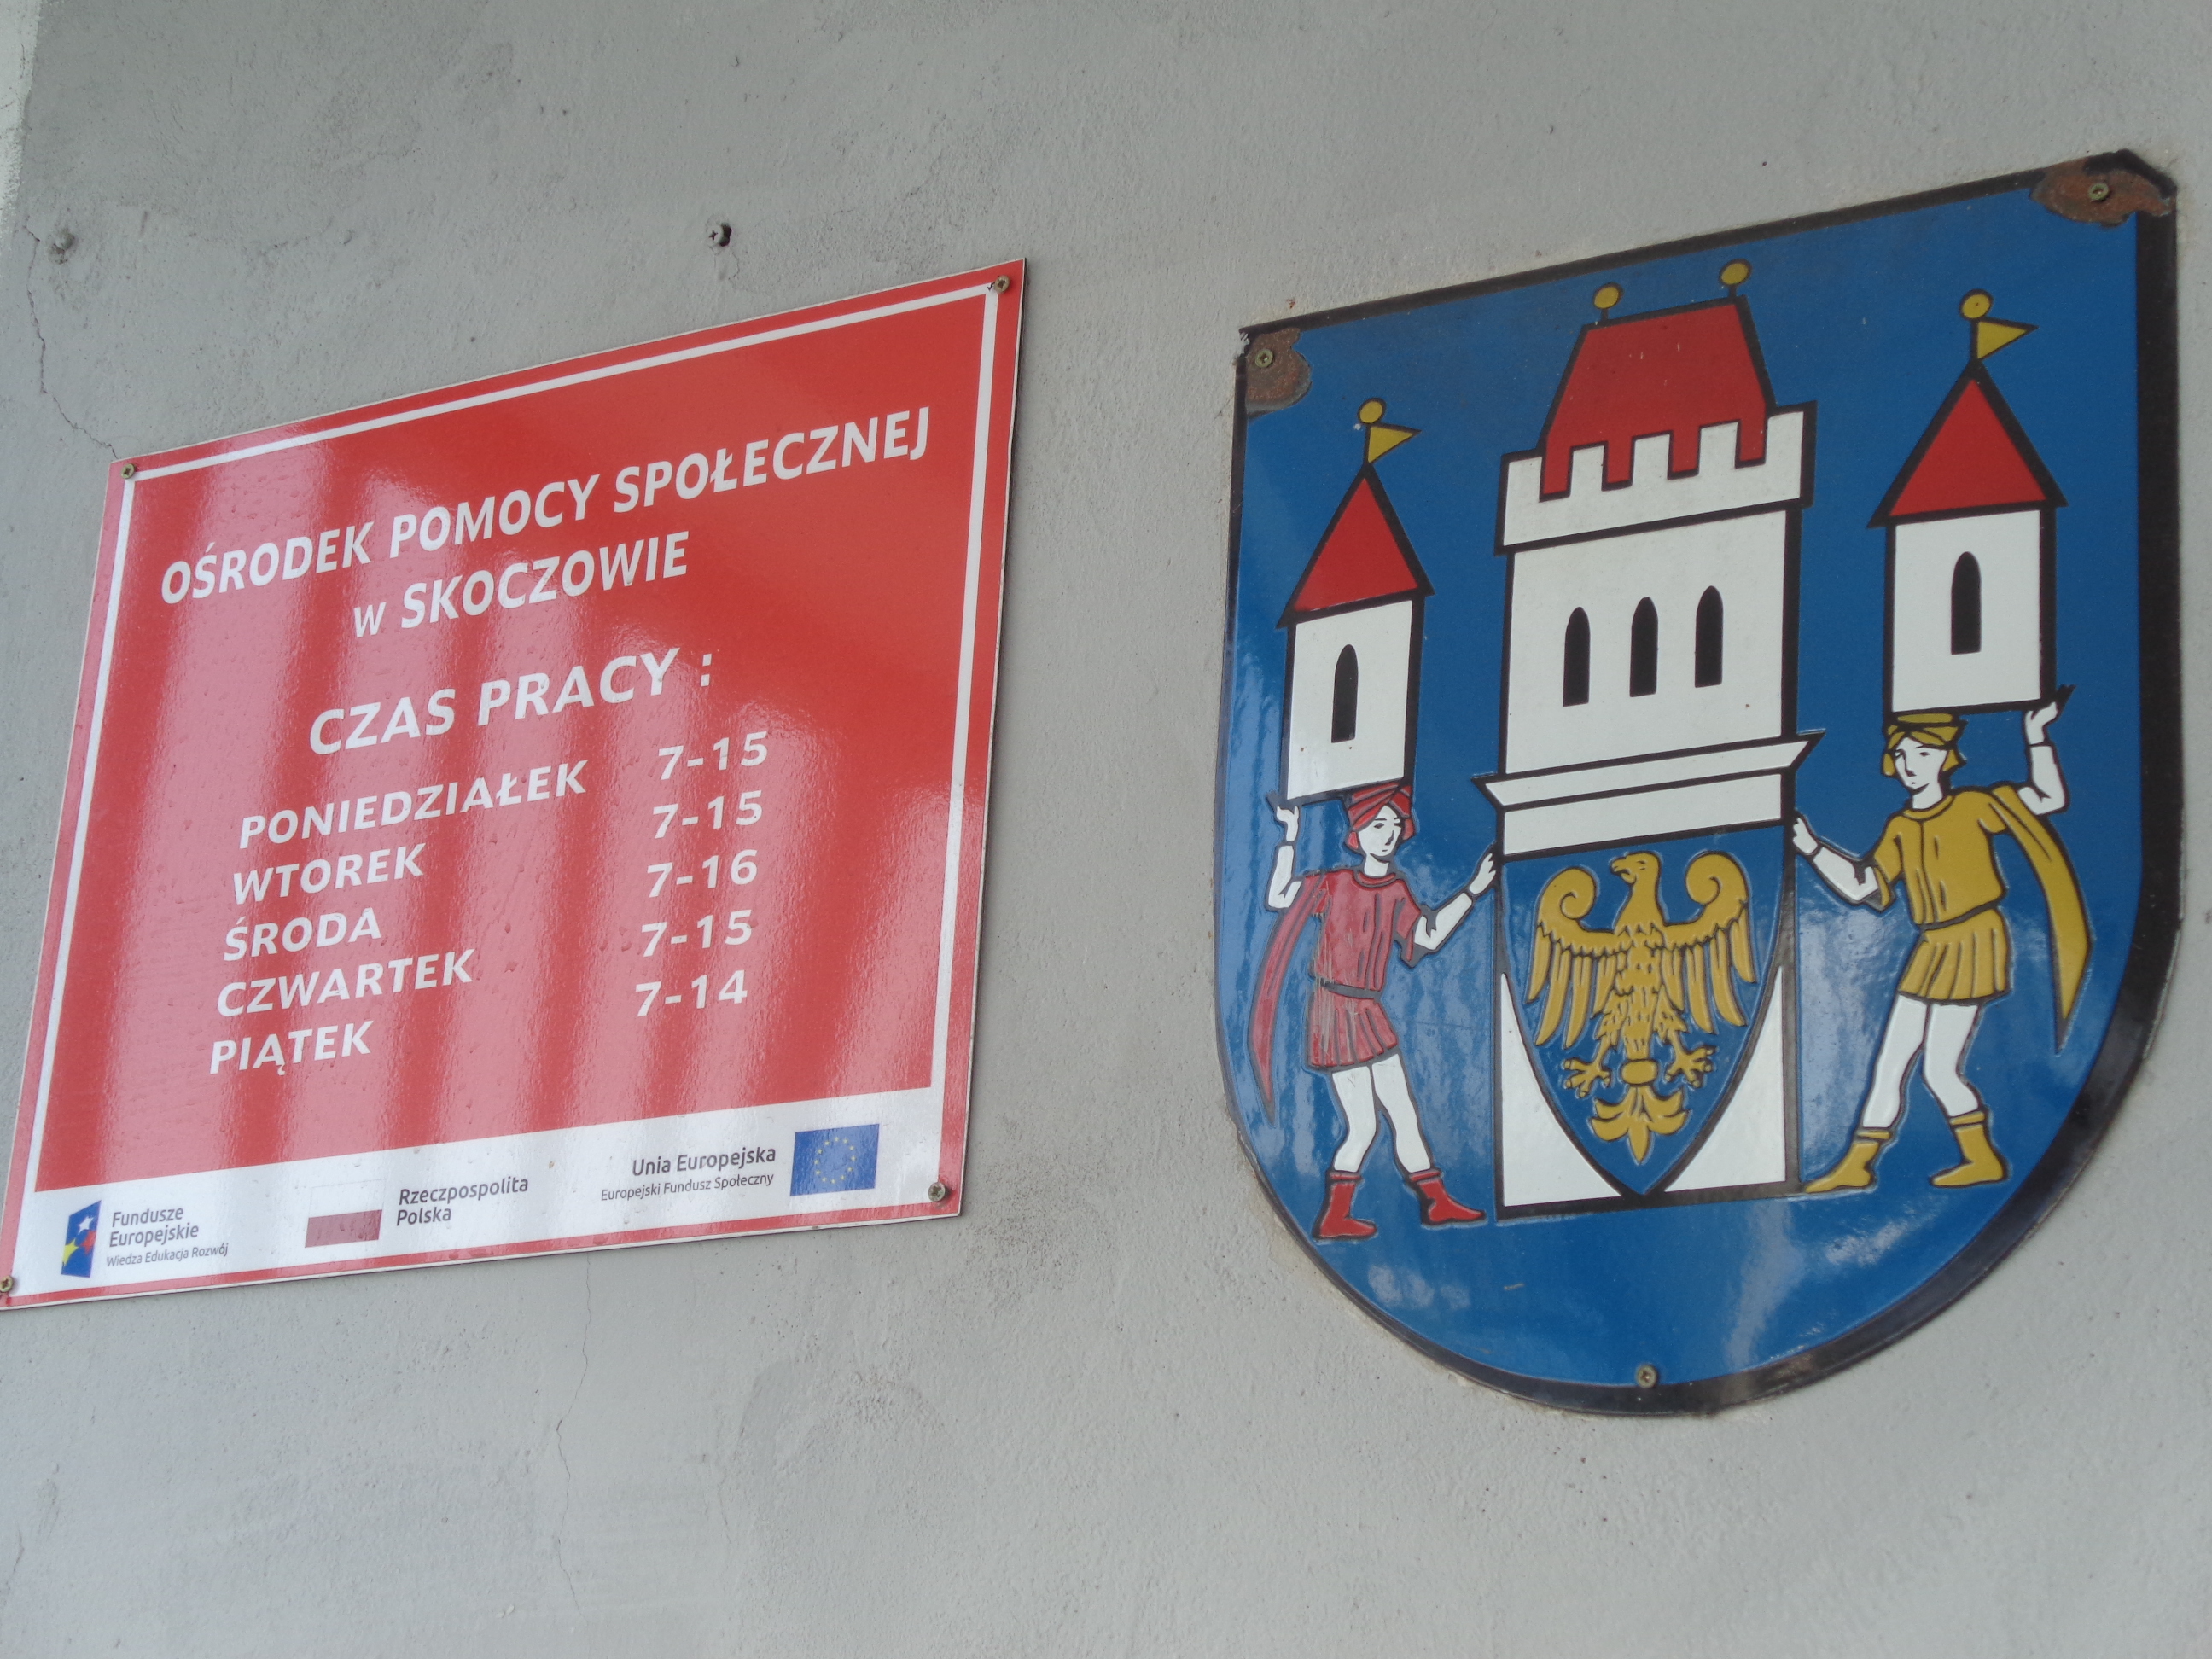 OŚRODEK POMOCY SPOŁECZNEJ
w SKOCZOWIE
CZAS PRACY :
PONIEDZIAŁEK 7-15
WTOREK 7-15
ŚRODA 7-16
CZWARTEK 7-15
PIĄTEK 7-14
Fundusze
Europejskie
Wiedza Edukacja Rozwój
Rzeczpospolita
Polska
Unia Europejska
Europejski Fundusz Społeczny